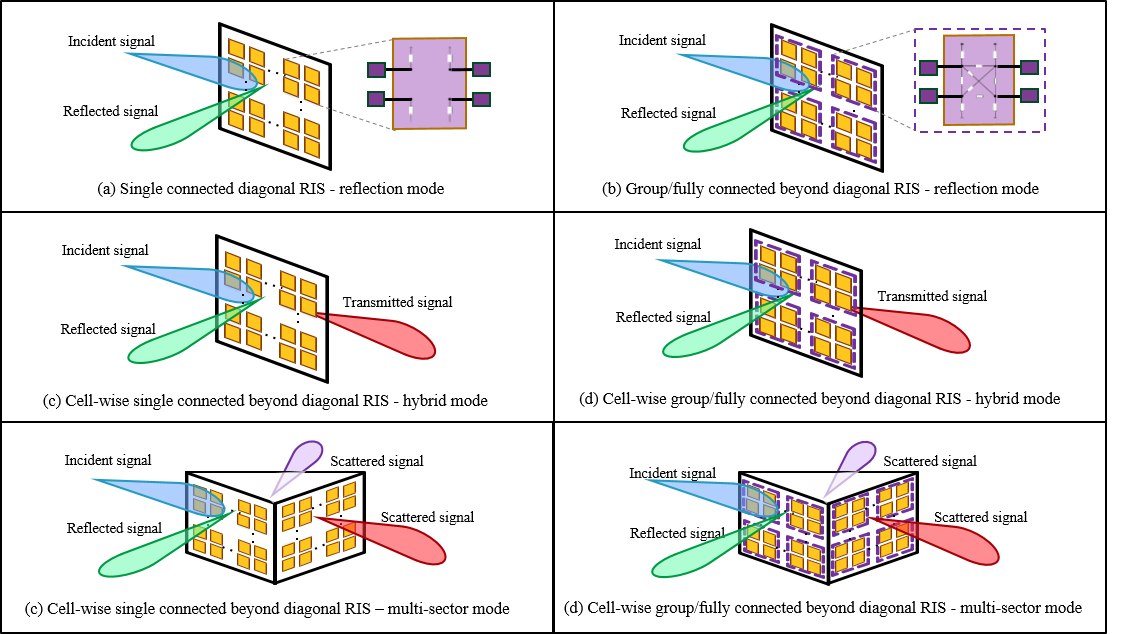 Incident signal
Reflected signal
(a) Single connected diagonal RIS - reflection mode
Incident signal
Reflected signal
(b) Group/fully connected beyond diagonal RIS - reflection mode
Incident signal
Transmitted signal
Reflected signal
(c) Cell-wise single connected beyond diagonal RIS - hybrid mode
Incident signal
Transmitted signal
Reflected signal
(d) Cell-wise group/fully connected beyond diagonal RIS - hybrid mode
Incident signal
Scattered signal
Scattered signal
Reflected signal
(c) Cell-wise single connected beyond diagonal RIS – multi-sector mode
Scattered signal
Incident signal
Scattered signal
Reflected signal
(d) Cell-wise group/fully connected beyond diagonal RIS - multi-sector mode